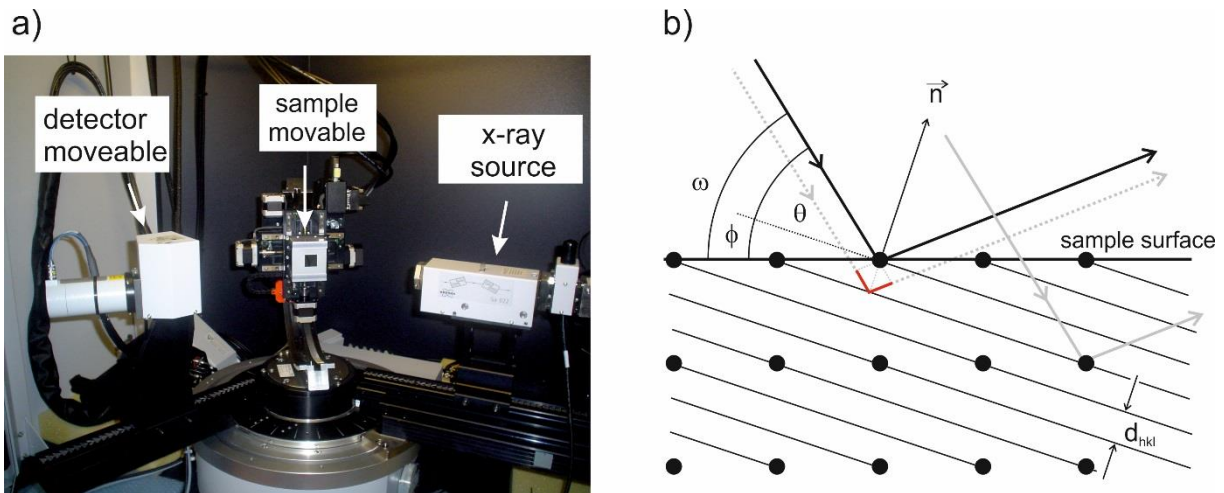 a)
detector
moveable
sample
movable
x-ray
source
b)
n
ω
ϕ
θ
sample surface
dhkl